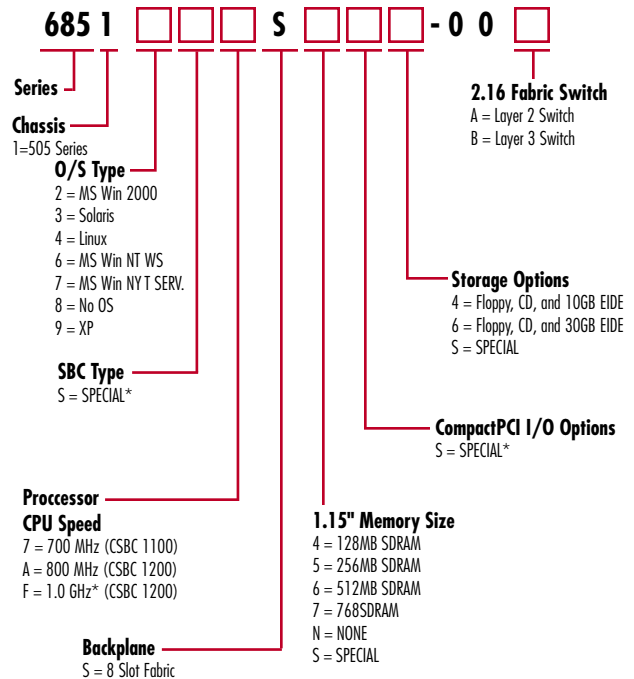 685 1 S - 0 0
Series
Chassis
1=505 Series
O/S Type
2 = MS Win 2000
3 = Solaris
4 = Linux
6 = MS Win NT WS
7 = MS Win NY T SERV.
8 = No OS
9 = XP
SBC Type
S = SPECIAL*
Proccessor
CPU Speed
7 = 700 MHz (CSBC 1100)
A = 800 MHz (CSBC 1200)
F = 1.0 GHz* (CSBC 1200)
Backplane
S = 8 Slot Fabric
1.15" Memory Size
4 = 128MB SDRAM
5 = 256MB SDRAM
6 = 512MB SDRAM
7 = 768SDRAM
N = NONE
S = SPECIAL
CompactPCI I/O Options
S = SPECIAL*
Storage Options
4 = Floppy, CD, and 10GB EIDE
6 = Floppy, CD, and 30GB EIDE
S = SPECIAL
2.16 Fabric Switch
A = Layer 2 Switch
B = Layer 3 Switch